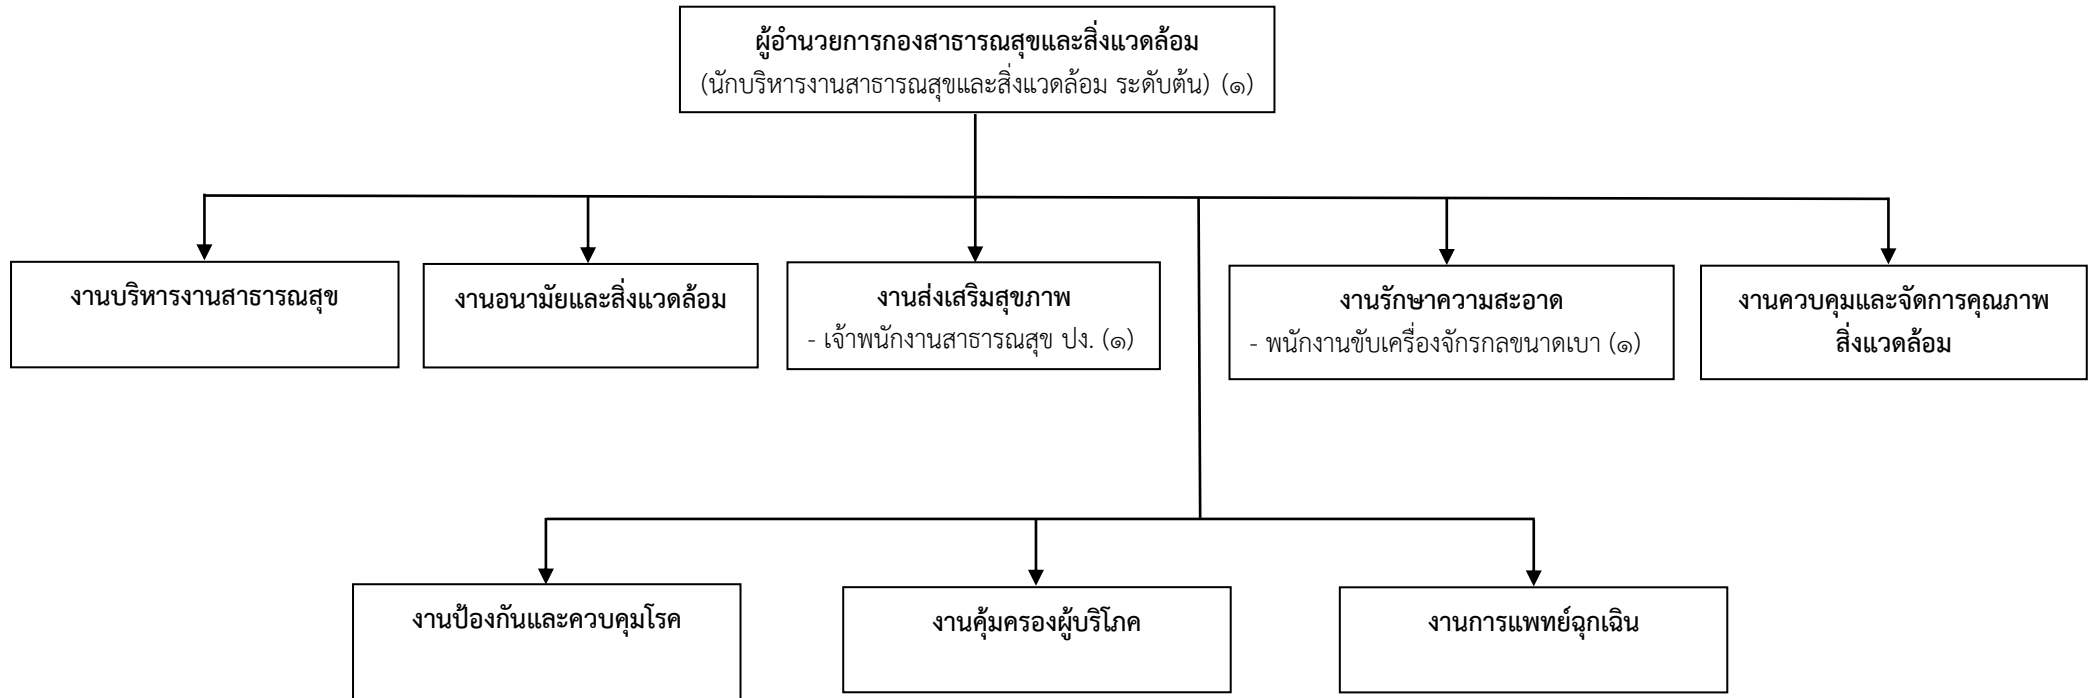 ผู้อำนวยการกองสาธารณสุขและสิ่งแวดล้อม
(นักบริหารงานสาธารณสุขและสิ่งแวดล้อม ระดับต้น) (๑)
งานบริหารงานสาธารณสุข
งานอนามัยและสิ่งแวดล้อม
งานส่งเสริมสุขภาพ
- เจ้าพนักงานสาธารณสุข ปง. (๑)
งานรักษาความสะอาด
- พนักงานขับเครื่องจักรกลขนาดเบา (๑)
งานควบคุมและจัดการคุณภาพ
สิ่งแวดล้อม
งานป้องกันและควบคุมโรค
งานคุ้มครองผู้บริโภค
งานการแพทย์ฉุกเฉิน